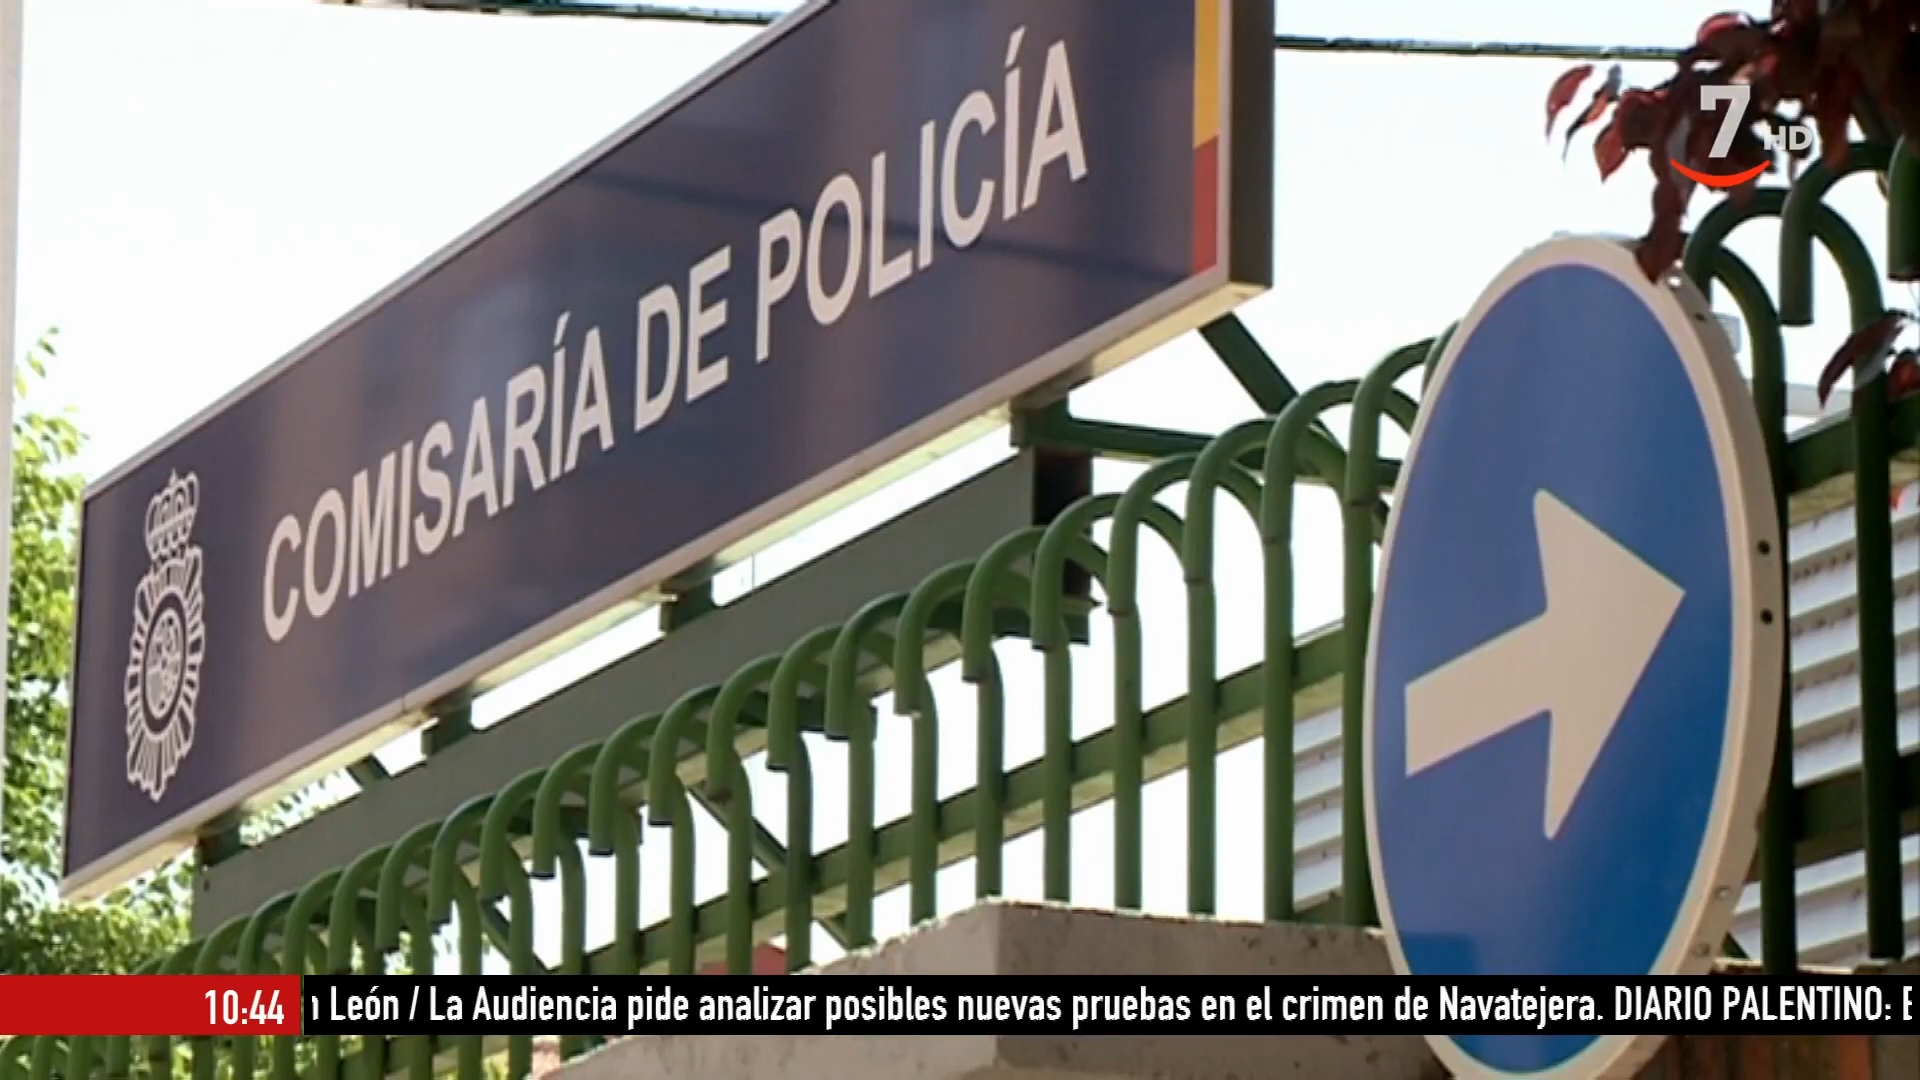 COMISARÍA DE POLICÍA
7 HD
10:44
León / La Audiencia pide analizar posibles nuevas pruebas en el crimen de Navatejera. DIARIO PALENTINO: